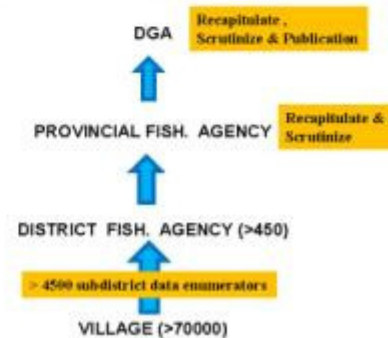 DGA
Recapitulate ,
Scrutinize & Publication
PROVINCIAL FISH. AGENCY
Recapitulate &
Scrutinize
DISTRICT FISH. AGENCY (>450)
> 4500 subdistrict data enumerators
VILLAGE (>70000)